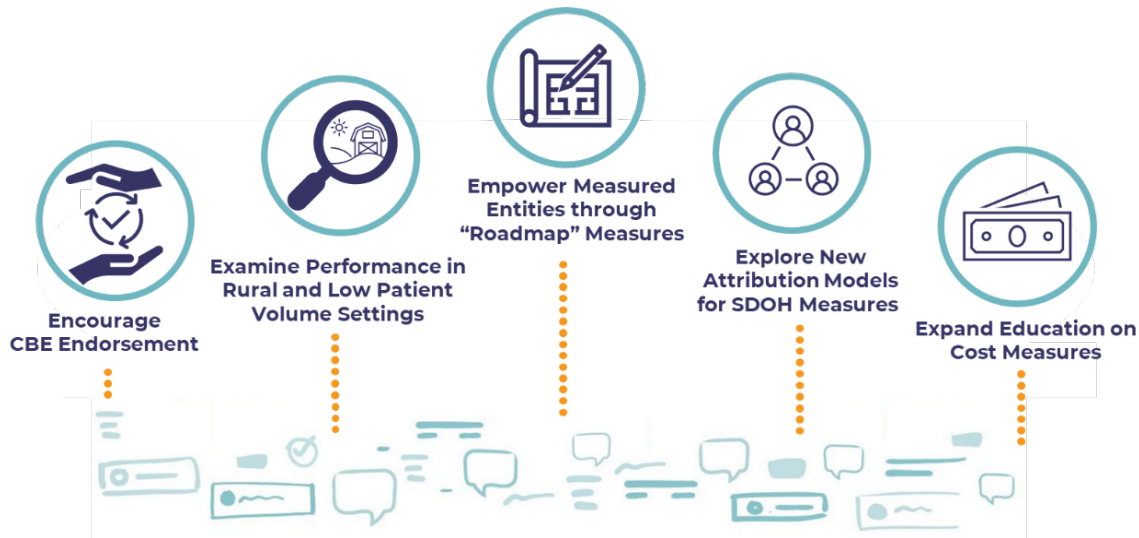 Encourage
CBE Endorsement
Examine Performance in
Rural and Low Patient
Volume Settings
Empower Measured
Entities through
“Roadmap” Measures
Explore New
Attribution Models
for SDOH Measures
Expand Education on
Cost Measures